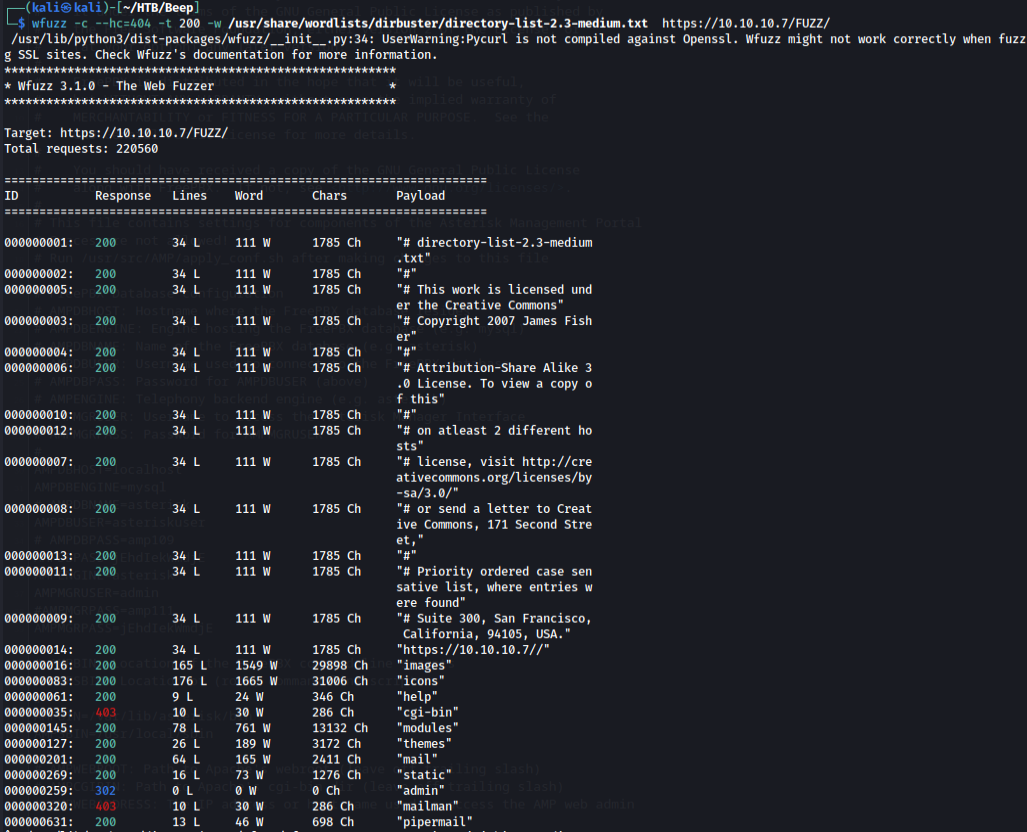 ┌──(kali㉿kali)-[~/HTB/Beep]
└─$ wfuzz -c --hc=404 -t 200 -w /usr/share/wordlists/dirbuster/directory-list-2.3-medium.txt https://10.10.10.7/FUZZ/
/usr/lib/python3/dist-packages/wfuzz/__init__.py:34: UserWarning:Pycurl is not compiled against Openssl. Wfuzz might not work correctly when fuzz
g SSL sites. Check Wfuzz's documentation for more information.
********************************************************
* Wfuzz 3.1.0 - The Web Fuzzer *
********************************************************
Target: https://10.10.10.7/FUZZ/
Total requests: 220560
=====================================================================
ID Response Lines Word Chars Payload
=====================================================================
000000001: 200 34 L 111 W 1785 Ch "# directory-list-2.3-medium
.txt"
000000002: 200 34 L 111 W 1785 Ch "#"
000000005: 200 34 L 111 W 1785 Ch "# This work is licensed und
er the Creative Commons"
000000003: 200 34 L 111 W 1785 Ch "# Copyright 2007 James Fish
er"
000000004: 200 34 L 111 W 1785 Ch "#"
000000006: 200 34 L 111 W 1785 Ch "# Attribution-Share Alike 3
.0 License. To view a copy o
f this"
000000010: 200 34 L 111 W 1785 Ch "#"
000000012: 200 34 L 111 W 1785 Ch "# on atleast 2 different ho
sts"
000000007: 200 34 L 111 W 1785 Ch "# license, visit http://cre
ativecommons.org/licenses/by
-sa/3.0/"
000000008: 200 34 L 111 W 1785 Ch "# or send a letter to Creat
ive Commons, 171 Second Stre
et,"
000000013: 200 34 L 111 W 1785 Ch "#"
000000011: 200 34 L 111 W 1785 Ch "# Priority ordered case sen
sative list, where entries w
ere found"
000000009: 200 34 L 111 W 1785 Ch "# Suite 300, San Francisco,
California, 94105, USA."
000000014: 200 34 L 111 W 1785 Ch "https://10.10.10.7//"
000000016: 200 165 L 1549 W 29898 Ch "images"
000000083: 200 176 L 1665 W 31006 Ch "icons"
000000061: 200 9 L 24 W 346 Ch "help"
000000035: 403 10 L 30 W 286 Ch "cgi-bin"
000000145: 200 78 L 761 W 13132 Ch "modules"
000000127: 200 26 L 189 W 3172 Ch "themes"
000000201: 200 64 L 165 W 2411 Ch "mail"
000000269: 200 16 L 73 W 1276 Ch "static"
000000259: 302 0 L 0 W 0 Ch "admin"
000000320: 403 10 L 30 W 286 Ch "mailman"
000000631: 200 13 L 46 W 698 Ch "pipermail"